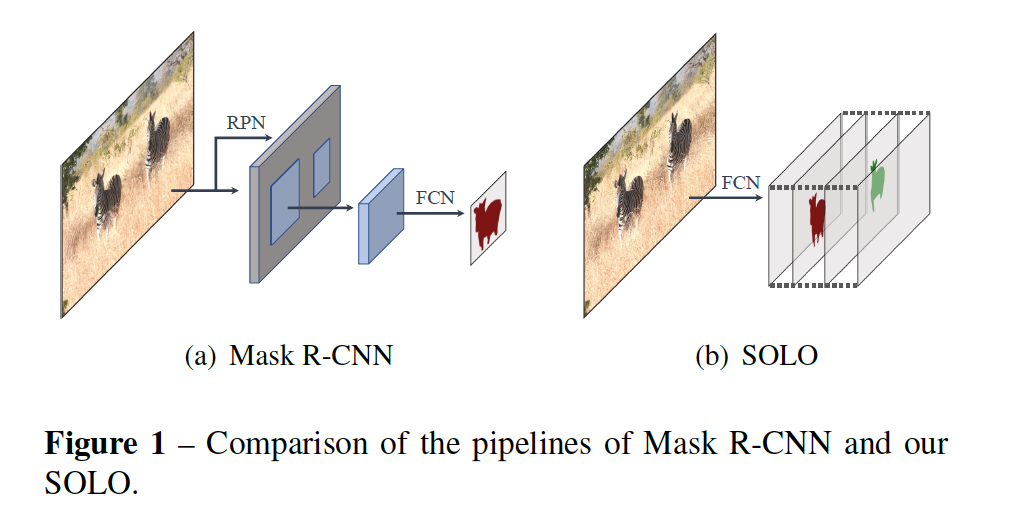 RPN
FCN
FCN
(a) Mask R-CNN
(b) SOLO
Figure 1 – Comparison of the pipelines of Mask R-CNN and our
SOLO.